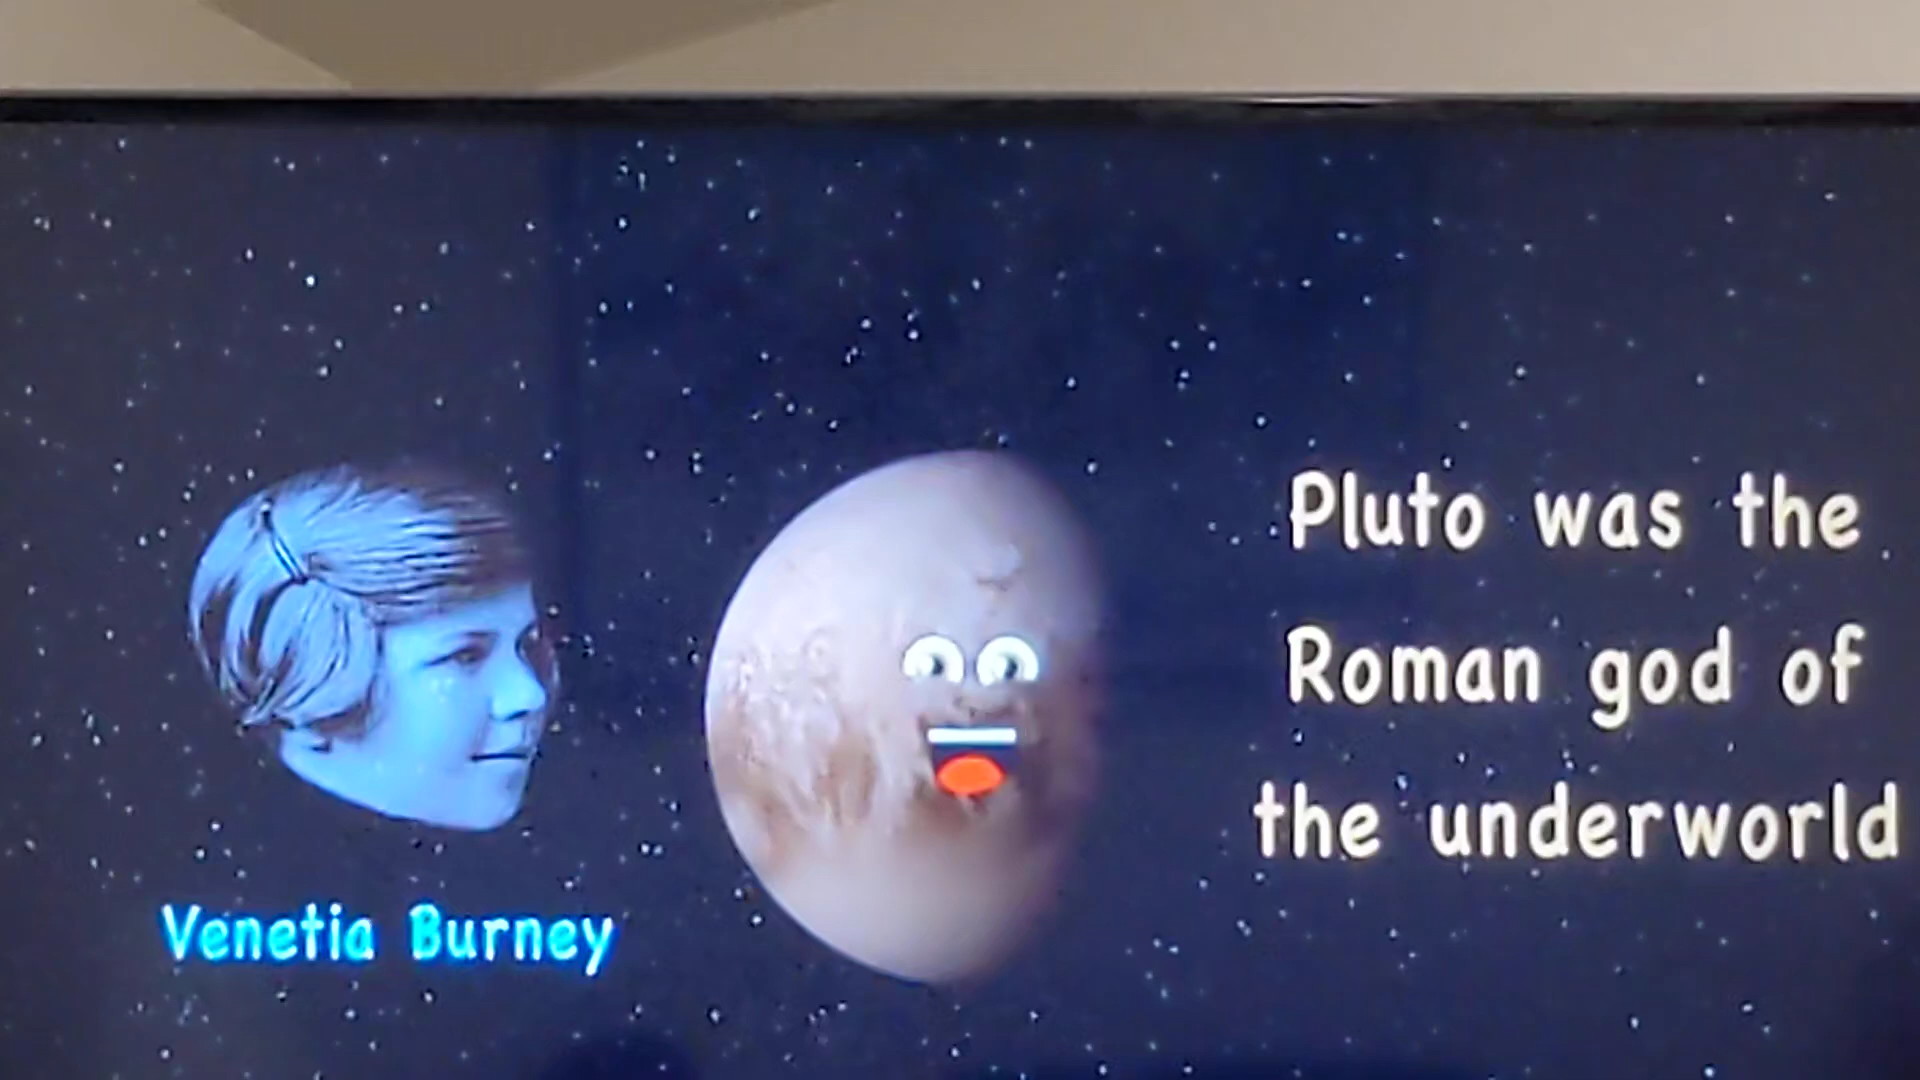 Pluto was the
Roman god of
the underworld
Venetia Burney